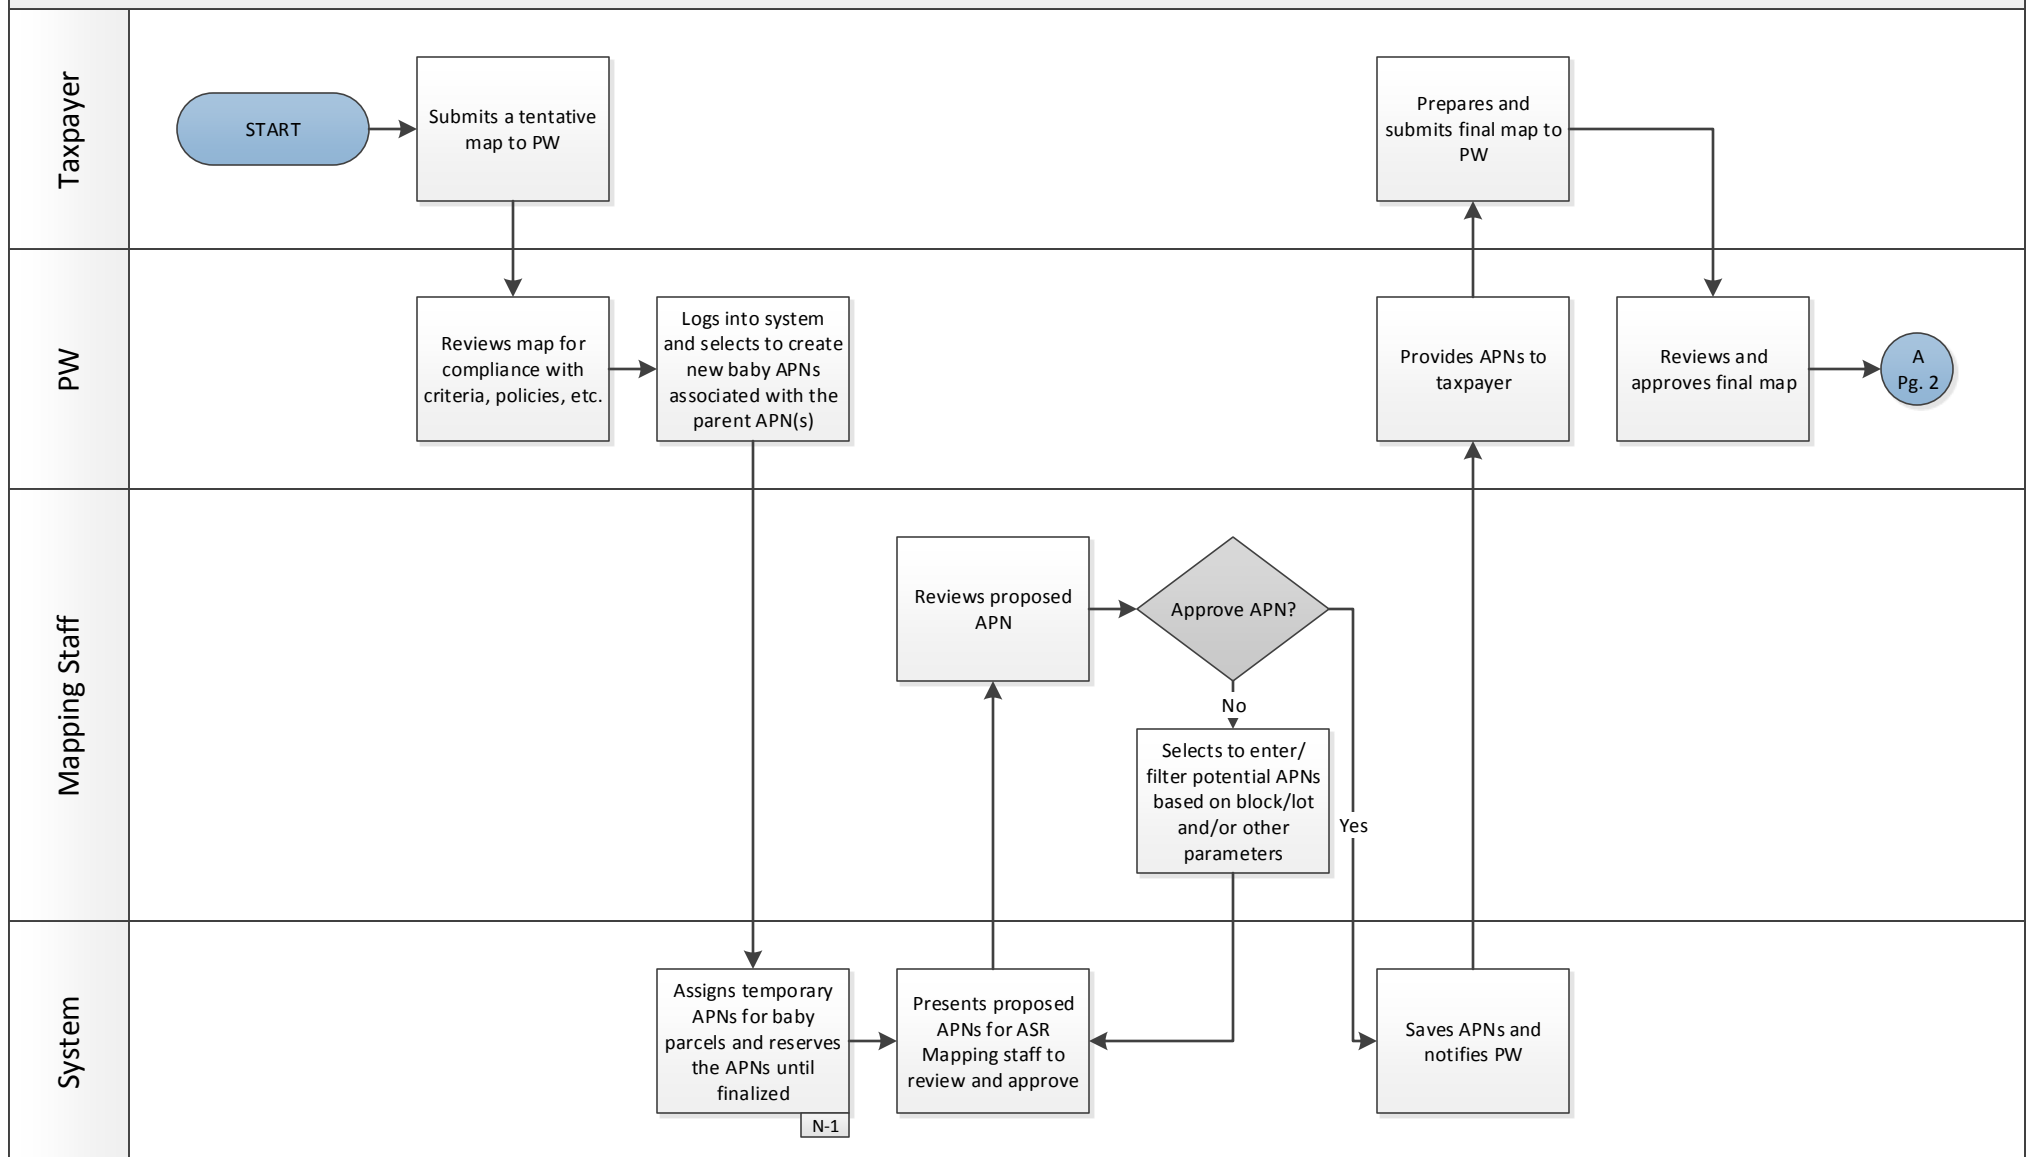 Taxpayer
START
Submits a tentative
map to PW
Prepares and
submits final map to
PW
PW
Reviews map for
compliance with
criteria, policies, etc.
Logs into system
and selects to create
new baby APNs
associated with the
parent APN(s)
Provides APNs to
taxpayer
Reviews and
approves final map
A
Pg. 2
Mapping Staff
Reviews proposed
APN
Approve APN?
No
Selects to enter/
filter potential APNs
based on block/lot
and/or other
parameters
Yes
System
Assigns temporary
APNs for baby
parcels and reserves
the APNs until
finalized
N-1
Presents proposed
APNs for ASR
Mapping staff to
review and approve
Saves APNs and
notifies PW